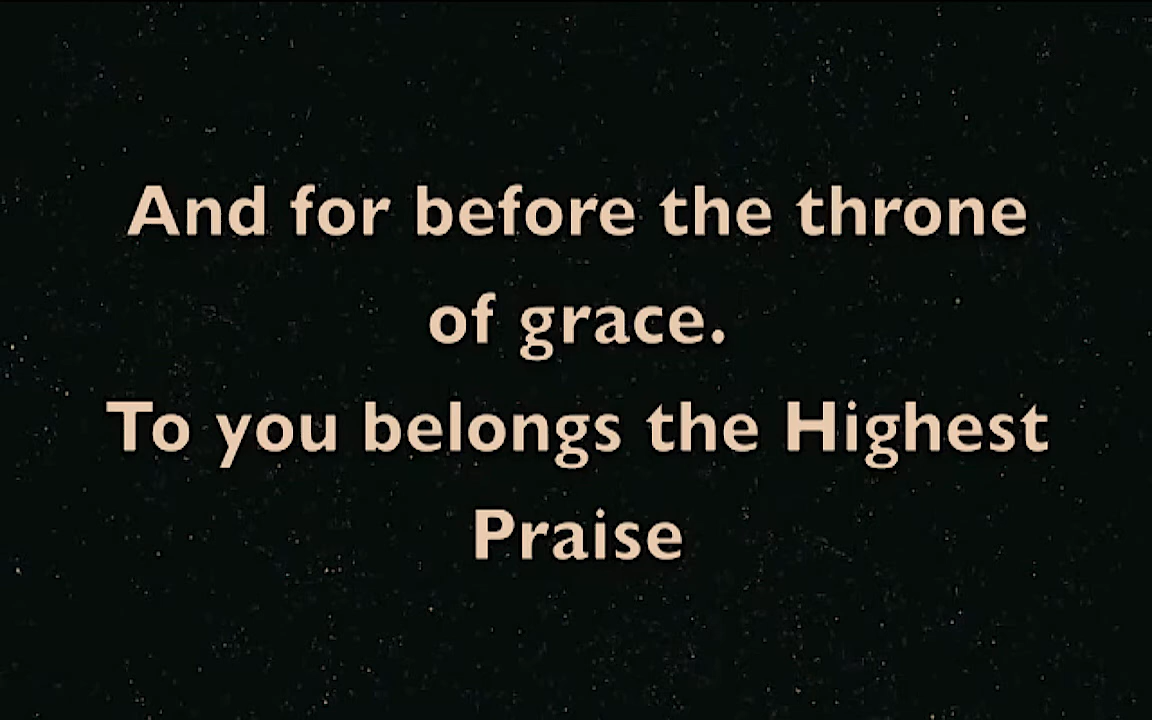 And for before the throne
of grace.
To you belongs the Highest
Praise